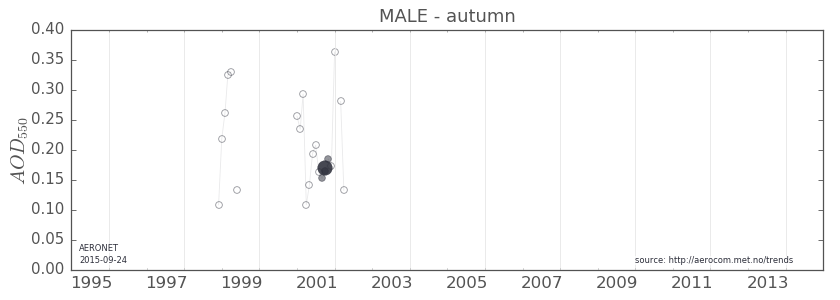 MALE - autumn
0.40
0.35
0.30
0.25
0.20
0.15
0.10
0.05
0.00
AOD550
AERONET
2015-09-24
source: http://aerocom.met.no/trends
1995 1997 1999 2001 2003 2005 2007 2009 2011 2013